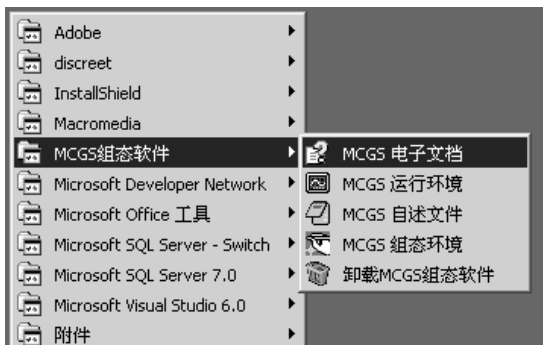 Adobe
discreet
InstallShield
Macromedia
MCGS组态软件
Microsoft Developer Network
Microsoft Office 工具
Microsoft SQL Server - Switch
Microsoft SQL Server 7.0
Microsoft Visual Studio 6.0
附件
MCGS 电子文档
MCGS 运行环境
MCGS 自述文件
MCGS 组态环境
卸载MCGS组态软件